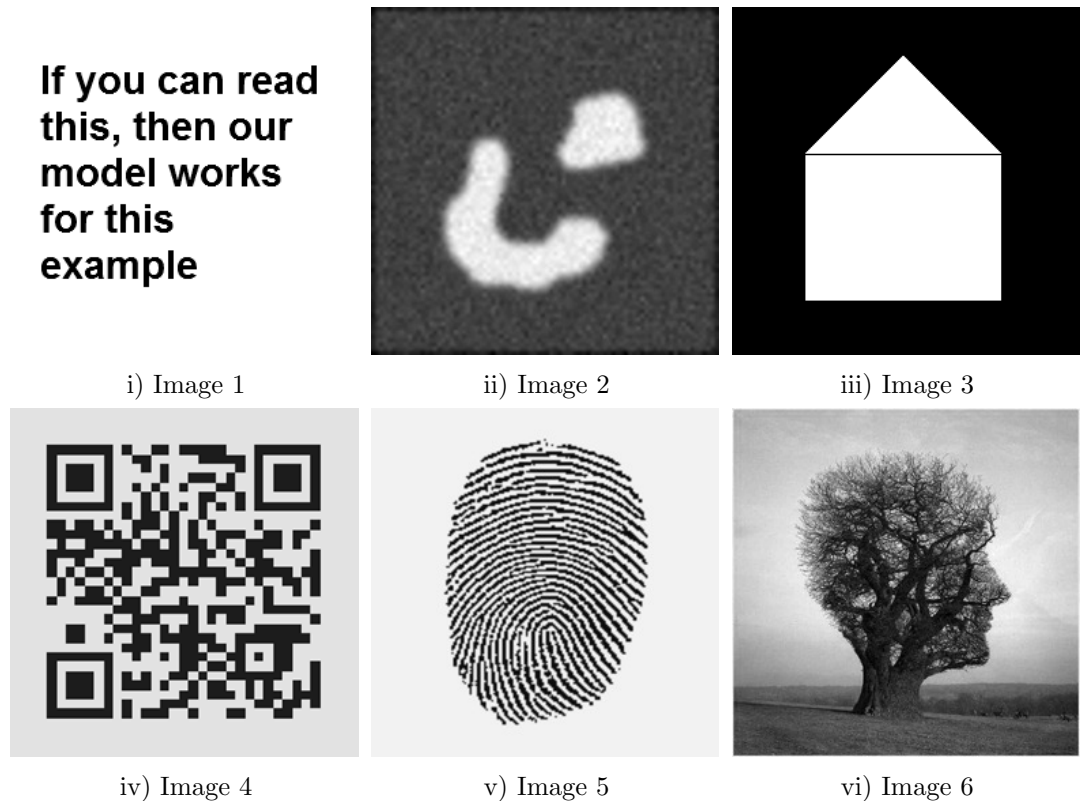 If you can read
this, then our
model works
for this
example
i) Image 1
ii) Image 2
iii) Image 3
iv) Image 4
v) Image 5
vi) Image 6